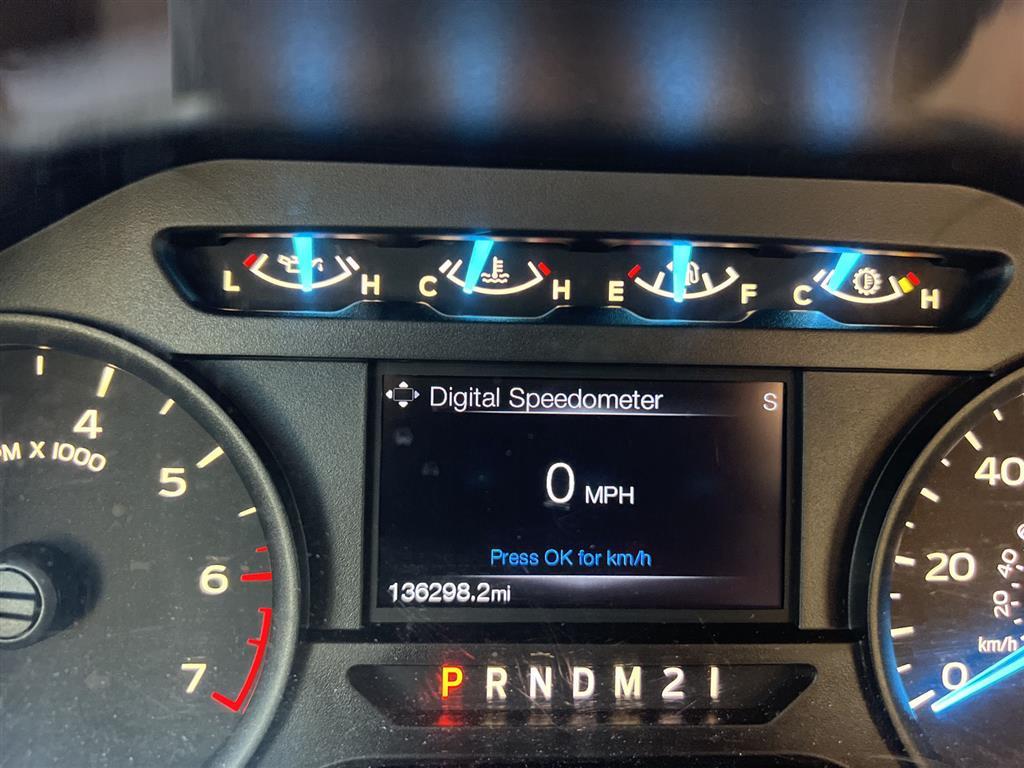 L H C H E F C H
Digital Speedometer S
4
PM X 1000
5
0 MPH
40
Press OK for km/h
6
20
40
20
136298.2mi
km/h
7
P R N D M 2 1
0